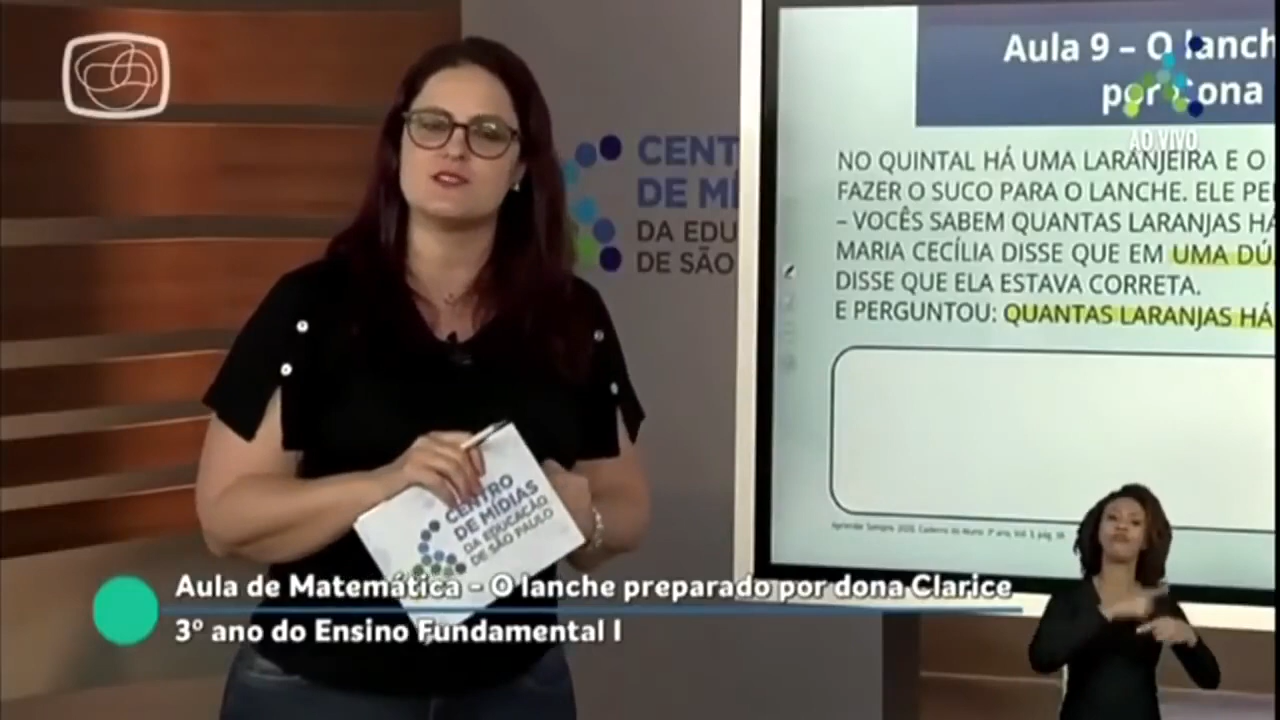 Aula 9 – O lanch
por Dona
AO VIVO
NO QUINTAL HÁ UMA LARANJEIRA E O
FAZER O SUCO PARA O LANCHE. ELE PE
– VOCÊS SABEM QUANTAS LARANJAS HÁ
MARIA CECÍLIA DISSE QUE EM UMA DÚ
DISSE QUE ELA ESTAVA CORRETA.
E PERGUNTOU: QUANTAS LARANJAS HÁ
CENT
DE MÍ
DA EDU
DE SÃO
CENTRO
DE MÍDIAS
DA EDUCAÇÃO
DE SÃO PAULO
Aula de Matemática - O lanche preparado por dona Clarice
3º ano do Ensino Fundamental I